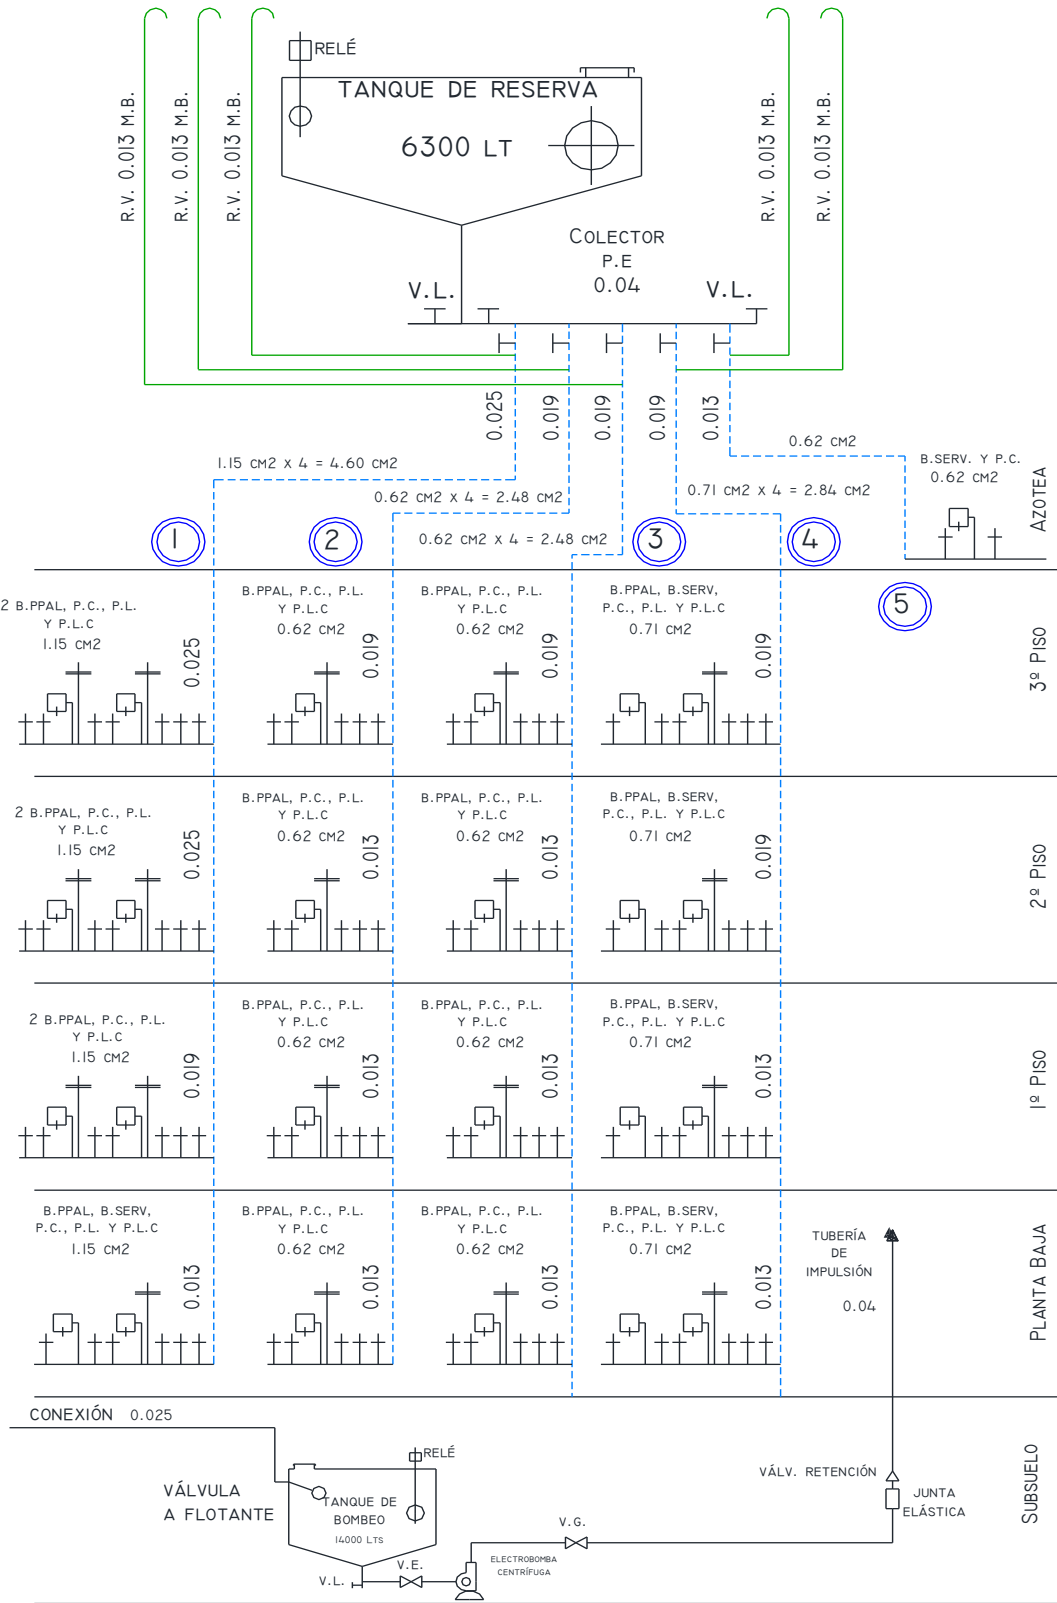 RELÉ
TANQUE DE RESERVA
6300 LT
R.V. 0.013 M.B.
R.V. 0.013 M.B.
R.V. 0.013 M.B.
R.V. 0.013 M.B.
R.V. 0.013 M.B.
COLECTOR
P.E
0.04
V.L.
V.L.
0.025
0.019
0.019
0.019
0.013
0.62 CM2
1.15 CM2 X 4 = 4.60 CM2
0.62 CM2 X 4 = 2.48 CM2
0.62 CM2 X 4 = 2.48 CM2
0.71 CM2 X 4 = 2.84 CM2
B.SERV. Y P.C.
0.62 CM2
AZOTEA
1
2
3
4
5
2 B.PPAL, P.C., P.L.
Y P.L.C
1.15 CM2
0.025
B.PPAL, P.C., P.L.
Y P.L.C
0.62 CM2
0.019
B.PPAL, P.C., P.L.
Y P.L.C
0.62 CM2
0.019
B.PPAL, B.SERV,
P.C., P.L. Y P.L.C
0.71 CM2
0.019
3º PISO
2 B.PPAL, P.C., P.L.
Y P.L.C
1.15 CM2
0.025
B.PPAL, P.C., P.L.
Y P.L.C
0.62 CM2
0.013
B.PPAL, P.C., P.L.
Y P.L.C
0.62 CM2
0.013
B.PPAL, B.SERV,
P.C., P.L. Y P.L.C
0.71 CM2
0.019
2º PISO
2 B.PPAL, P.C., P.L.
Y P.L.C
1.15 CM2
0.019
B.PPAL, P.C., P.L.
Y P.L.C
0.62 CM2
0.013
B.PPAL, P.C., P.L.
Y P.L.C
0.62 CM2
0.013
B.PPAL, B.SERV,
P.C., P.L. Y P.L.C
0.71 CM2
0.013
1º PISO
B.PPAL, B.SERV,
P.C., P.L. Y P.L.C
1.15 CM2
0.013
B.PPAL, P.C., P.L.
Y P.L.C
0.62 CM2
0.013
B.PPAL, P.C., P.L.
Y P.L.C
0.62 CM2
0.013
B.PPAL, B.SERV,
P.C., P.L. Y P.L.C
0.71 CM2
0.013
TUBERÍA
DE
IMPULSIÓN
0.04
PLANTA BAJA
CONEXIÓN 0.025
VÁLVULA
A FLOTANTE
RELÉ
TANQUE DE
BOMBEO
14000 LTS
V.L.
V.E.
ELECTROBOMBA
CENTRÍFUGA
V.G.
VÁLV. RETENCIÓN
JUNTA
ELÁSTICA
SUBSUELO